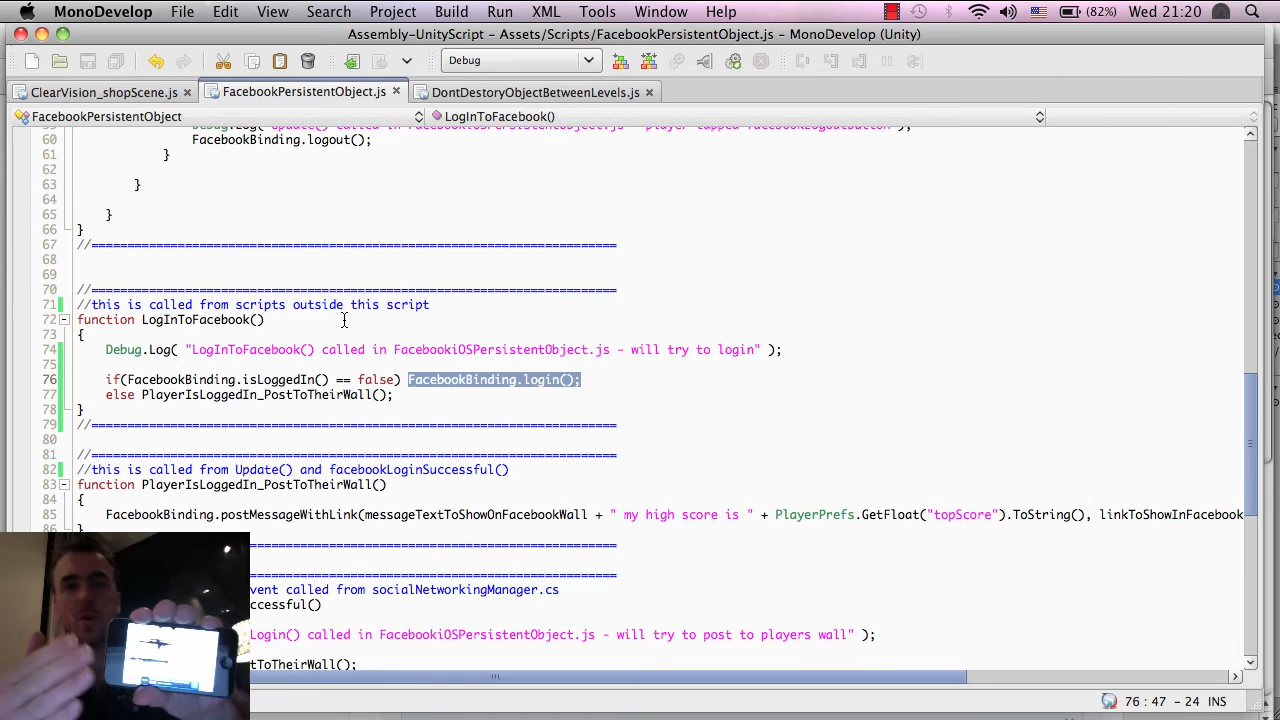 MonoDevelop File Edit View Search Project Build Run XML Tools Window Help (82%) Wed 21:20
Assembly-UnityScript – Assets/Scripts/FacebookPersistentObject.js – MonoDevelop (Unity)
Debug
ClearVision_shopScene.js FacebookPersistentObject.js DontDestoryObjectBetweenLevels.js
FacebookPersistentObject LogInToFacebook()
60 FacebookBinding.logout();
61 }
62
63 }
64
65 }
66 }
67 //=========================================================================
68
69
70 //=========================================================================
71 //this is called from scripts outside this script
72 function LogInToFacebook()
73 {
74 Debug.Log( "LogInToFacebook() called in FacebookiOSPersistentObject.js - will try to login" );
75
76 if(FacebookBinding.isLoggedIn() == false) FacebookBinding.login();
77 else PlayerIsLoggedIn_PostToTheirWall();
78 }
79 //=========================================================================
80
81 //=========================================================================
82 //this is called from Update() and facebookLoginSuccessful()
83 function PlayerIsLoggedIn_PostToTheirWall()
84 {
85 FacebookBinding.postMessageWithLink(messageTextToShowOnFacebookWall + " my high score is " + PlayerPrefs.GetFloat("topScore").ToString(), linkToShowInFacebook
vent called from socialNetworkingManager.cs
ccessful()
Login() called in FacebookiOSPersistentObject.js - will try to post to players wall" );
tToTheirWall();
76 : 47 – 24 INS